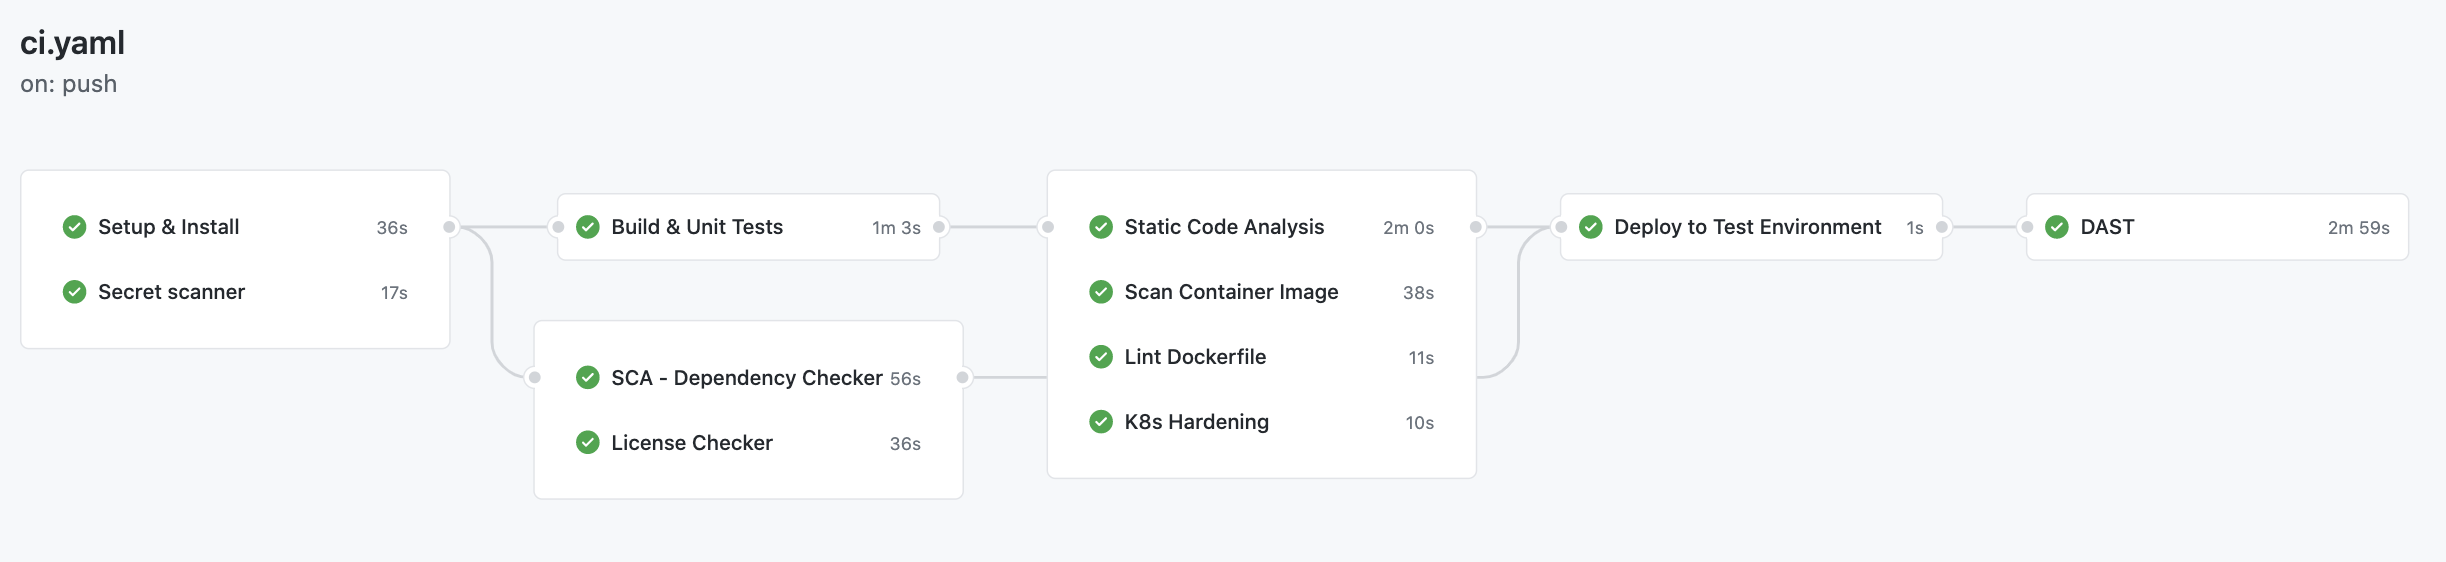 ci.yaml
on: push
Setup & Install 36s
Secret scanner 17s
Build & Unit Tests 1m 3s
SCA - Dependency Checker 56s
License Checker 36s
Static Code Analysis 2m 0s
Scan Container Image 38s
Lint Dockerfile 11s
K8s Hardening 10s
Deploy to Test Environment 1s
DAST 2m 59s